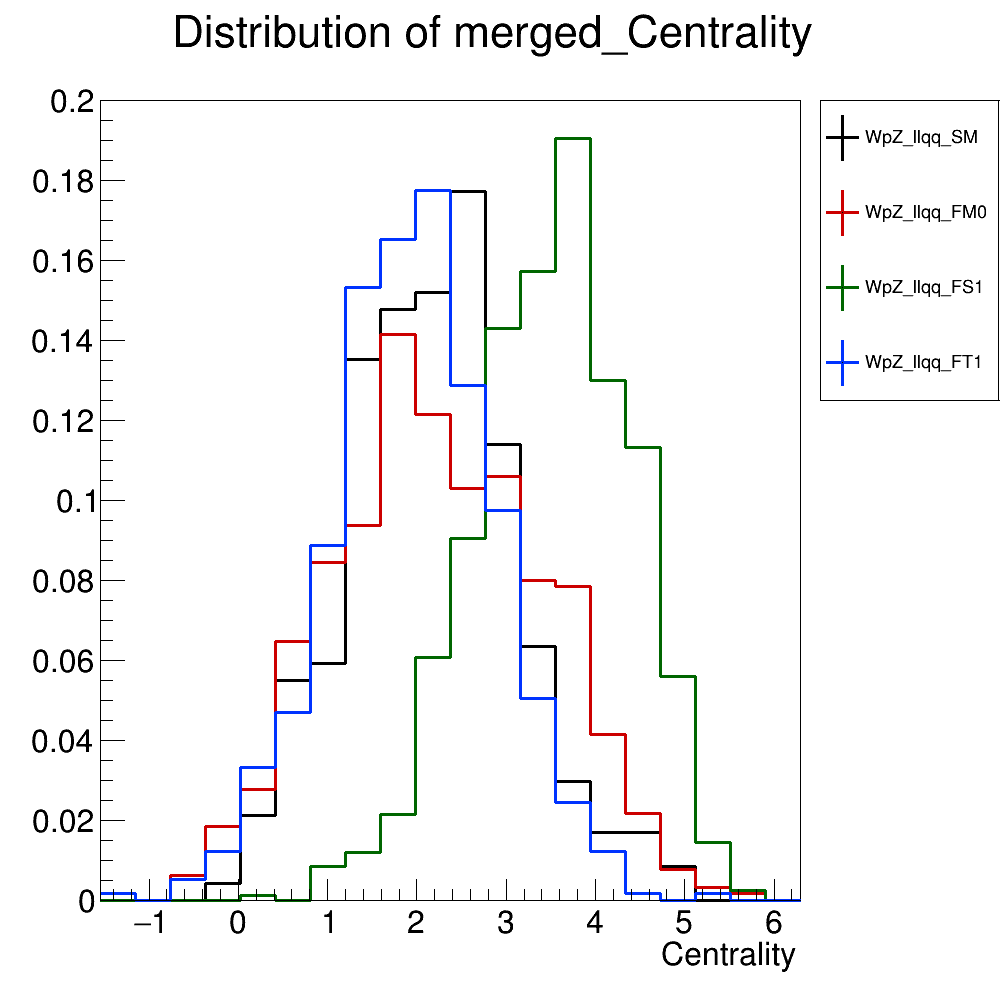 Distribution of merged_Centrality
0.2
0.18
0.16
0.14
0.12
0.1
0.08
0.06
0.04
0.02
0
−1 0 1 2 3 4 5 6
Centrality
WpZ_llqq_SM
WpZ_llqq_FM0
WpZ_llqq_FS1
WpZ_llqq_FT1